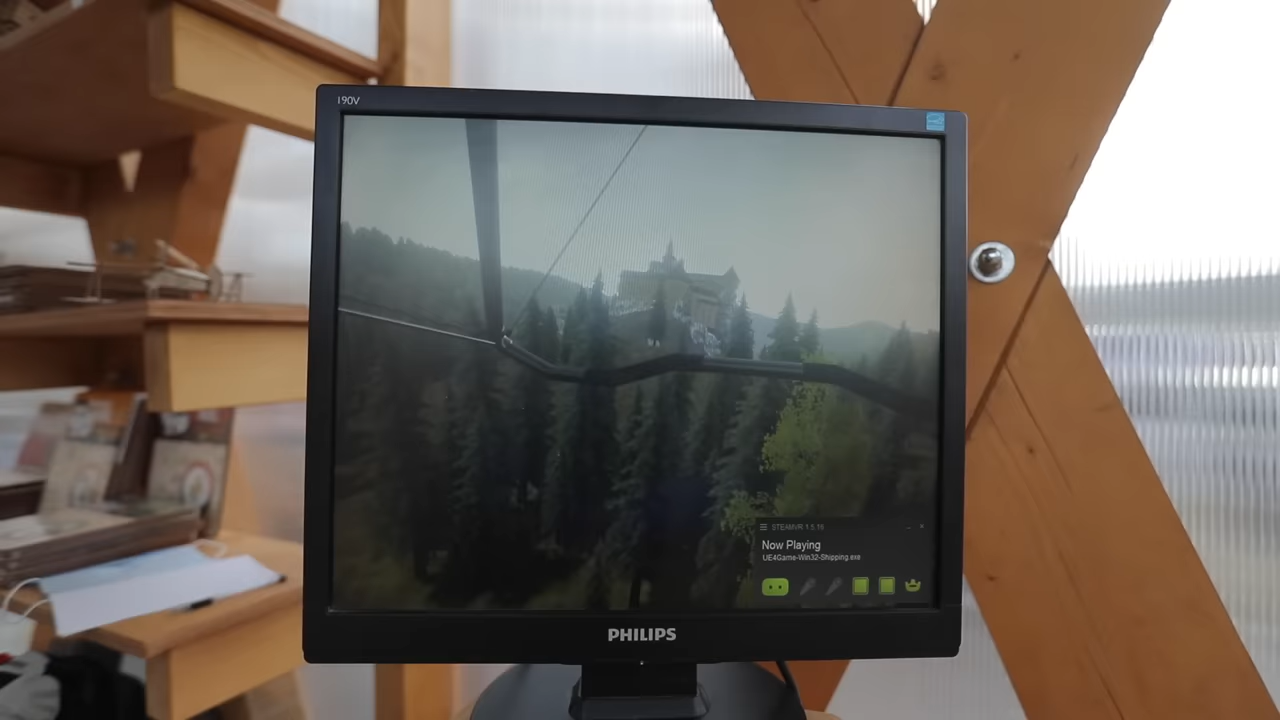 190V
STEAMVR 1.5.16
Now Playing
UE4Game-Win32-Shipping.exe
PHILIPS